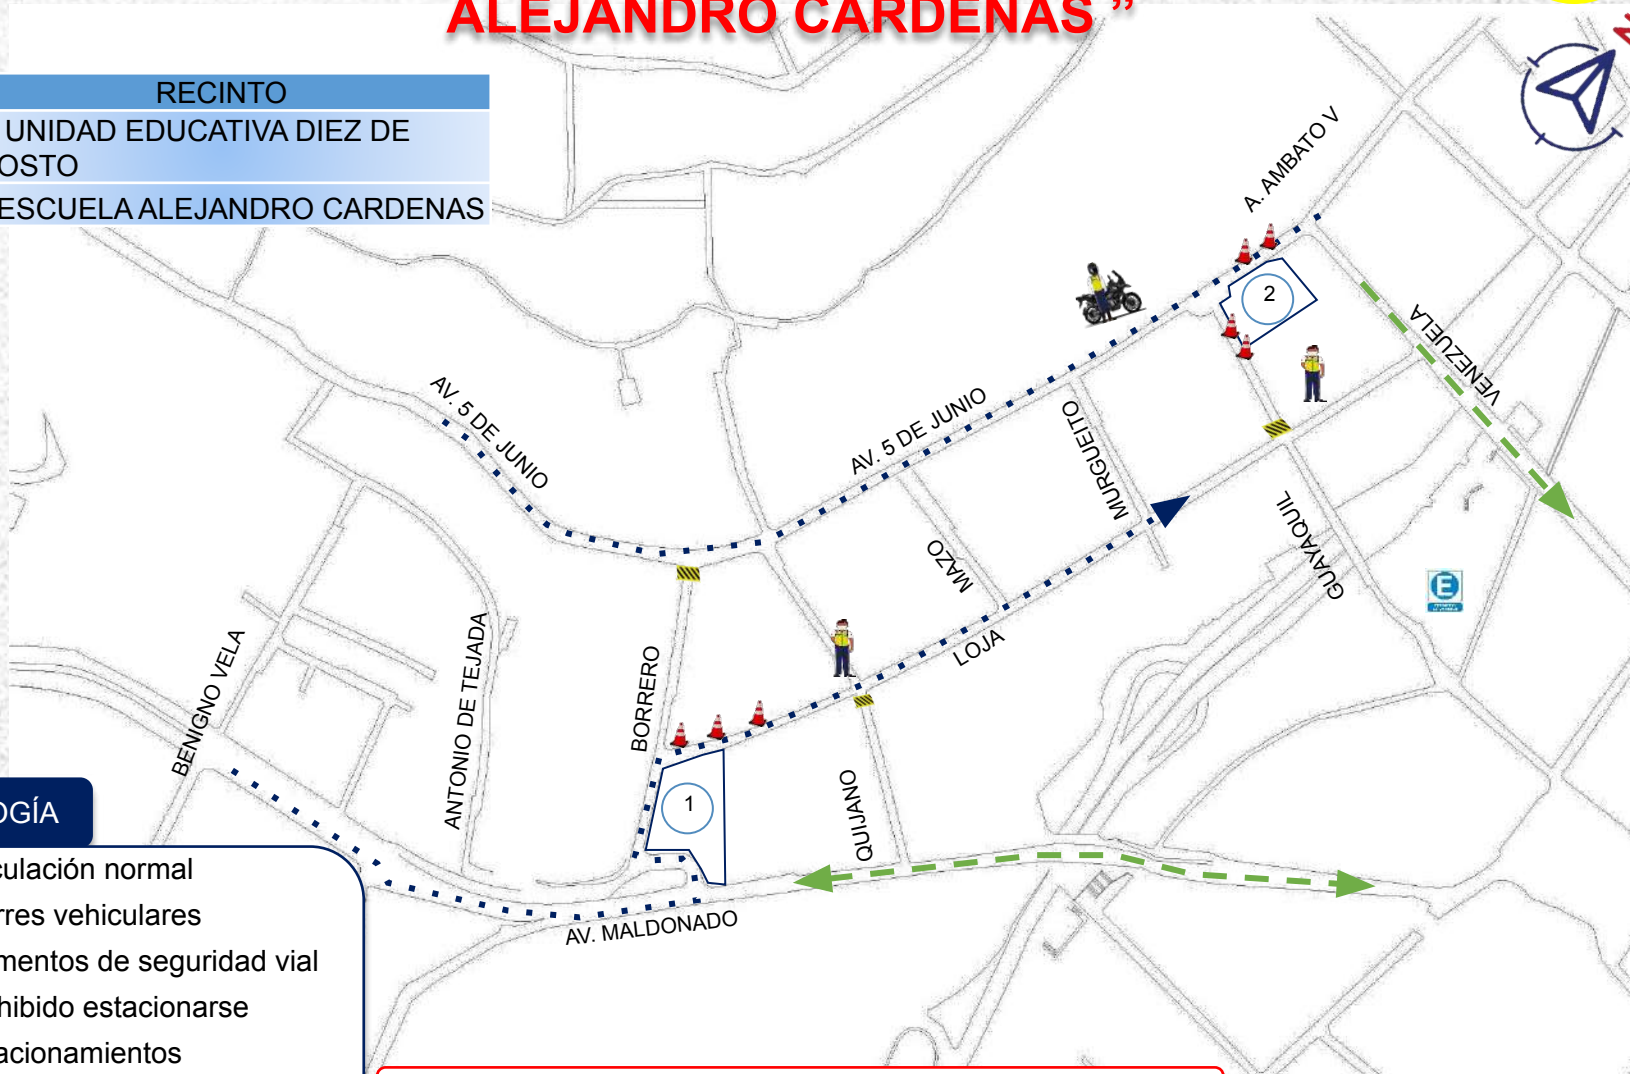 ALEJANDRO CARDENAS ”
N
RECINTO
UNIDAD EDUCATIVA DIEZ DE
OSTO
ESCUELA ALEJANDRO CARDENAS
A. AMBATO V
2
VENEZUELA
AV. 5 DE JUNIO
AV. 5 DE JUNIO
MURGUEITO
GUAYAQUIL
MAZO
LOJA
E
BENIGNO VELA
ANTONIO DE TEJADA
BORRERO
QUIJANO
1
AV. MALDONADO
OGÍA
culación normal
rres vehiculares
mentos de seguridad vial
hibido estacionarse
acionamientos